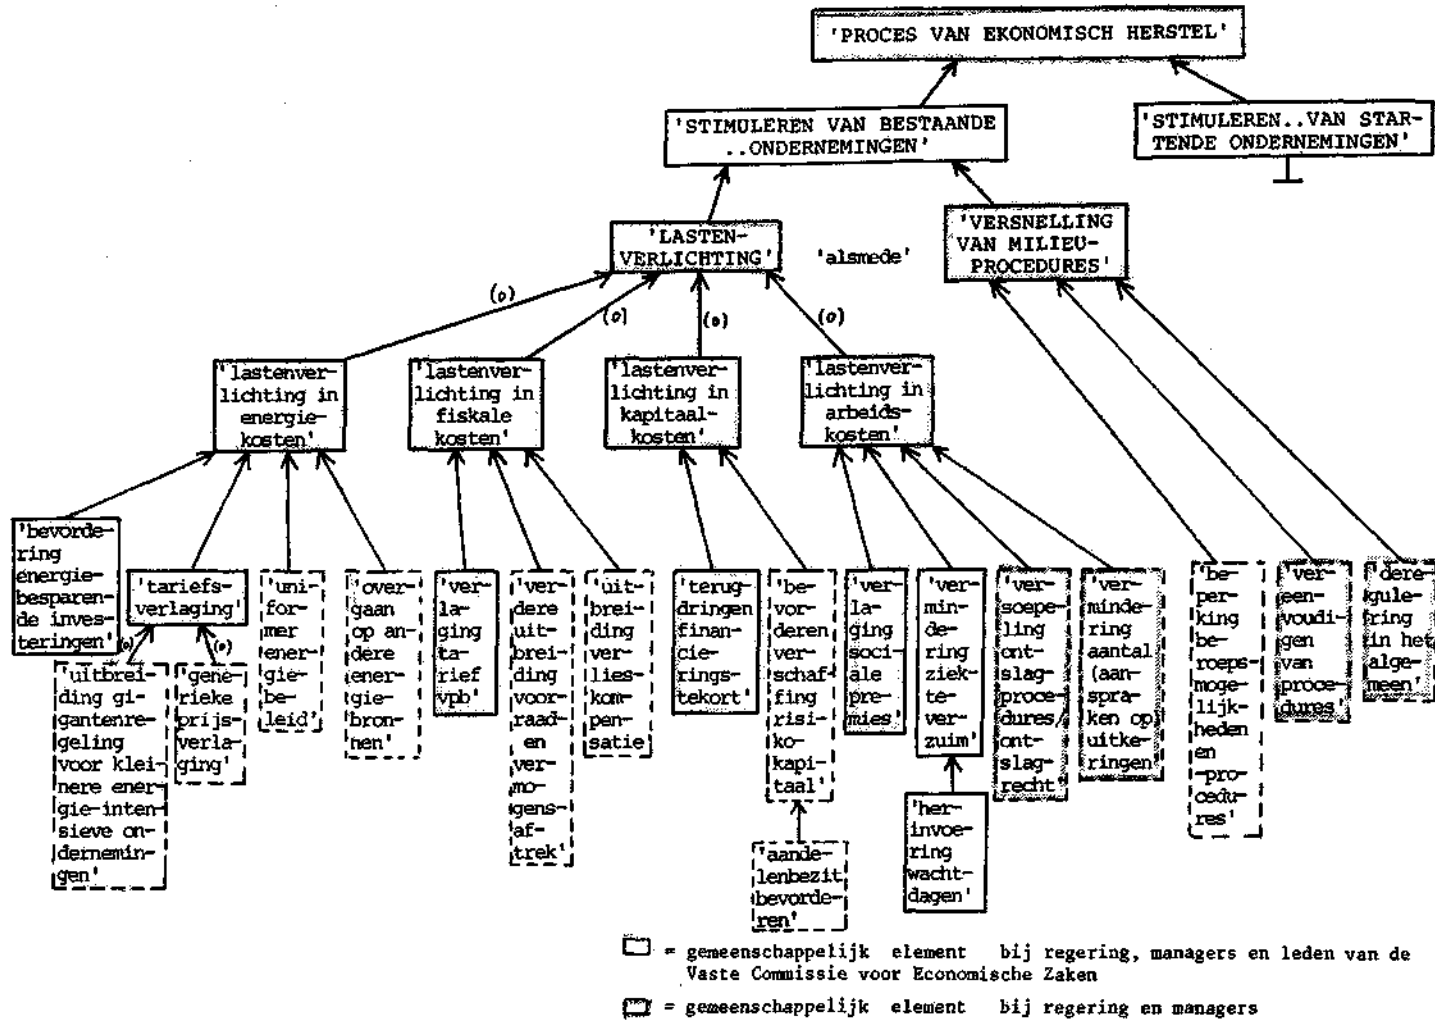 'PROCES VAN EKONOMISCH HERSTEL'
'STIMULEREN VAN BESTAANDE
..ONDERNEMINGEN'
'STIMULEREN..VAN STAR-
TENDE ONDERNEMINGEN'
'LASTEN-
VERLICHTING'
'alsmede'
'VERSNELLING
VAN MILIEU-
PROCEDURES'
(o)
(o)
(o)
(o)
'lastenver-
lichting in
energie-
kosten'
'lastenver-
lichting in
fiskale
kosten'
'lastenver-
lichting in
kapitaal-
kosten'
'lastenver-
lichting in
arbeids-
kosten'
'bevorde-
ring
energie-
besparen-
de inves-
teringen'
'tariefs-
verlaging'
(o)
(o)
'uitbrei-
ding gi-
gantenre-
geling
voor klei-
nere ener-
gie-inten-
sieve on-
dernemin-
gen'
'gene-
rieke
prijs-
verla-
ging'
'uni-
for-
mer
ener-
gie-
be-
leid'
'over-
gaan
op an-
dere
ener-
gie-
bron-
nen'
'ver-
la-
ging
ta-
rief
vpb'
'ver-
dere
uit-
brei-
ding
voor-
raad-
en
ver-
mo-
gens-
af-
trek'
'uit-
brei-
ding
ver-
lies-
kom-
pen-
satie
'terug-
dringen
finan-
cie-
rings-
tekort'
'be-
vor-
deren
ver-
schaf-
fing
risi-
ko-
kapi-
taal'
'aande-
lenbezit
bevorde-
ren'
'ver-
la-
ging
soci-
ale
pre-
mies'
'ver-
min-
de-
ring
ziek-
te-
ver-
zuim'
'her-
invoe-
ring
wacht-
dagen'
'ver-
soepe-
ling
ont-
slag-
proce-
dures/
ont-
slag-
recht'
'ver-
minde-
ring
aantal
(aan-
spra-
ken op)
uitke-
ringen'
'be-
per-
king
be-
roeps-
moge-
lijk-
heden
en
-pro-
cedu-
res'
'ver-
een-
voudi-
gen
van
proce-
dures'
'dere-
gule-
ring
in het
alge-
meen'
= gemeenschappelijk element bij regering, managers en leden van de
Vaste Commissie voor Economische Zaken
= gemeenschappelijk element bij regering en managers